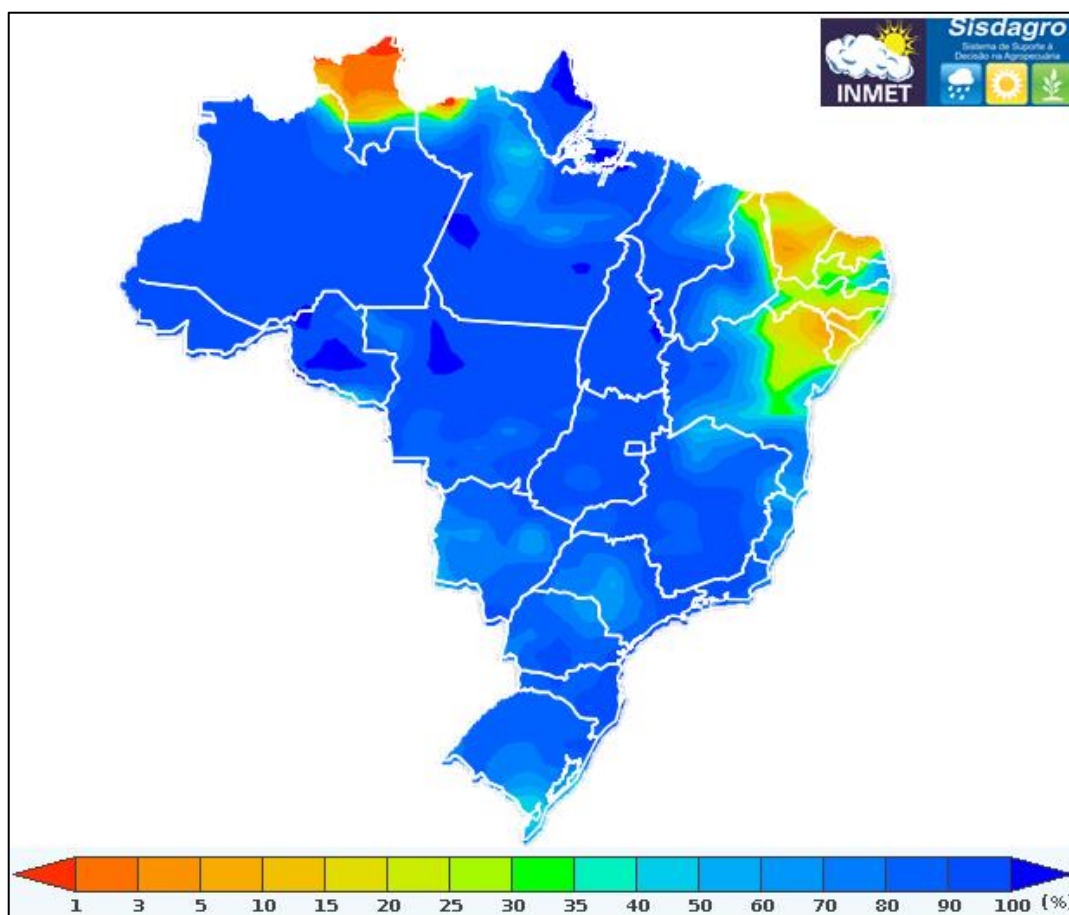 Sisdagro
Sistema de Suporte à
Decisão na Agropecuária
INMET
1 3 5 10 15 20 25 30 35 40 50 60 70 80 90 100 (%)